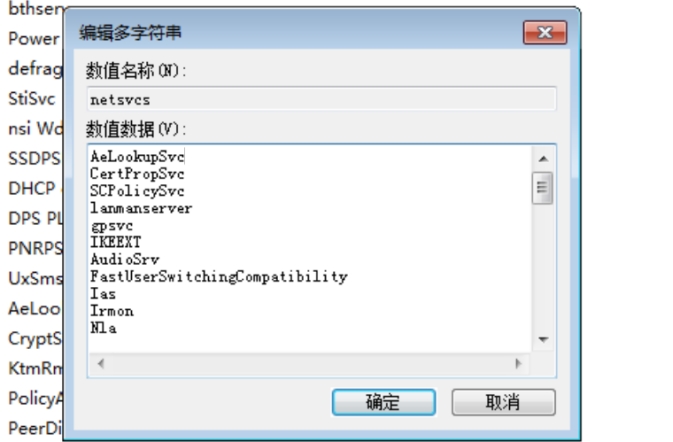 bthserv
Power
defrag
StiSvc
nsi Wd
SSDPS
DHCP
DPS PL
PNRPS
UxSms
AeLoo
CryptS
KtmRm
PolicyA
PeerDi
编辑多字符串
数值名称(N):
netsvcs
数值数据(V):
AeLookupSvc
CertPropSvc
SCPolicySvc
lanmanserver
gpsvc
IKEEXT
AudioSrv
FastUserSwitchingCompatibility
Ias
Irmon
Nla
确定
取消